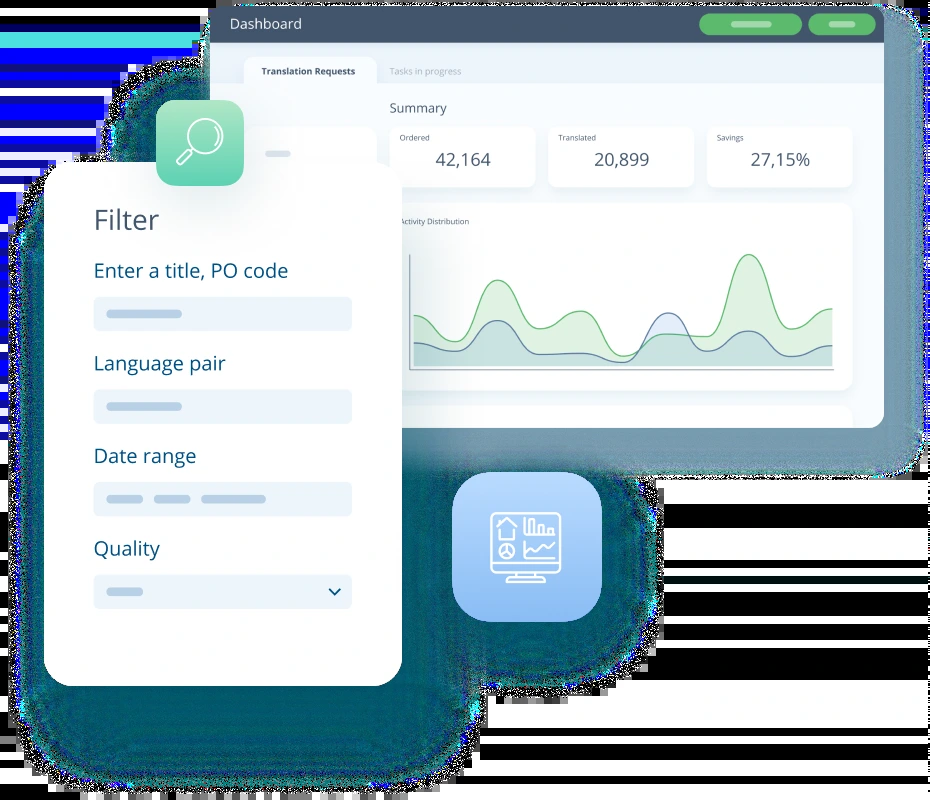 Dashboard
Translation Requests
Tasks in progress
Summary
Ordered
42,164
Translated
20,899
Savings
27,15%
Activity Distribution
Filter
Enter a title, PO code
Language pair
Date range
Quality